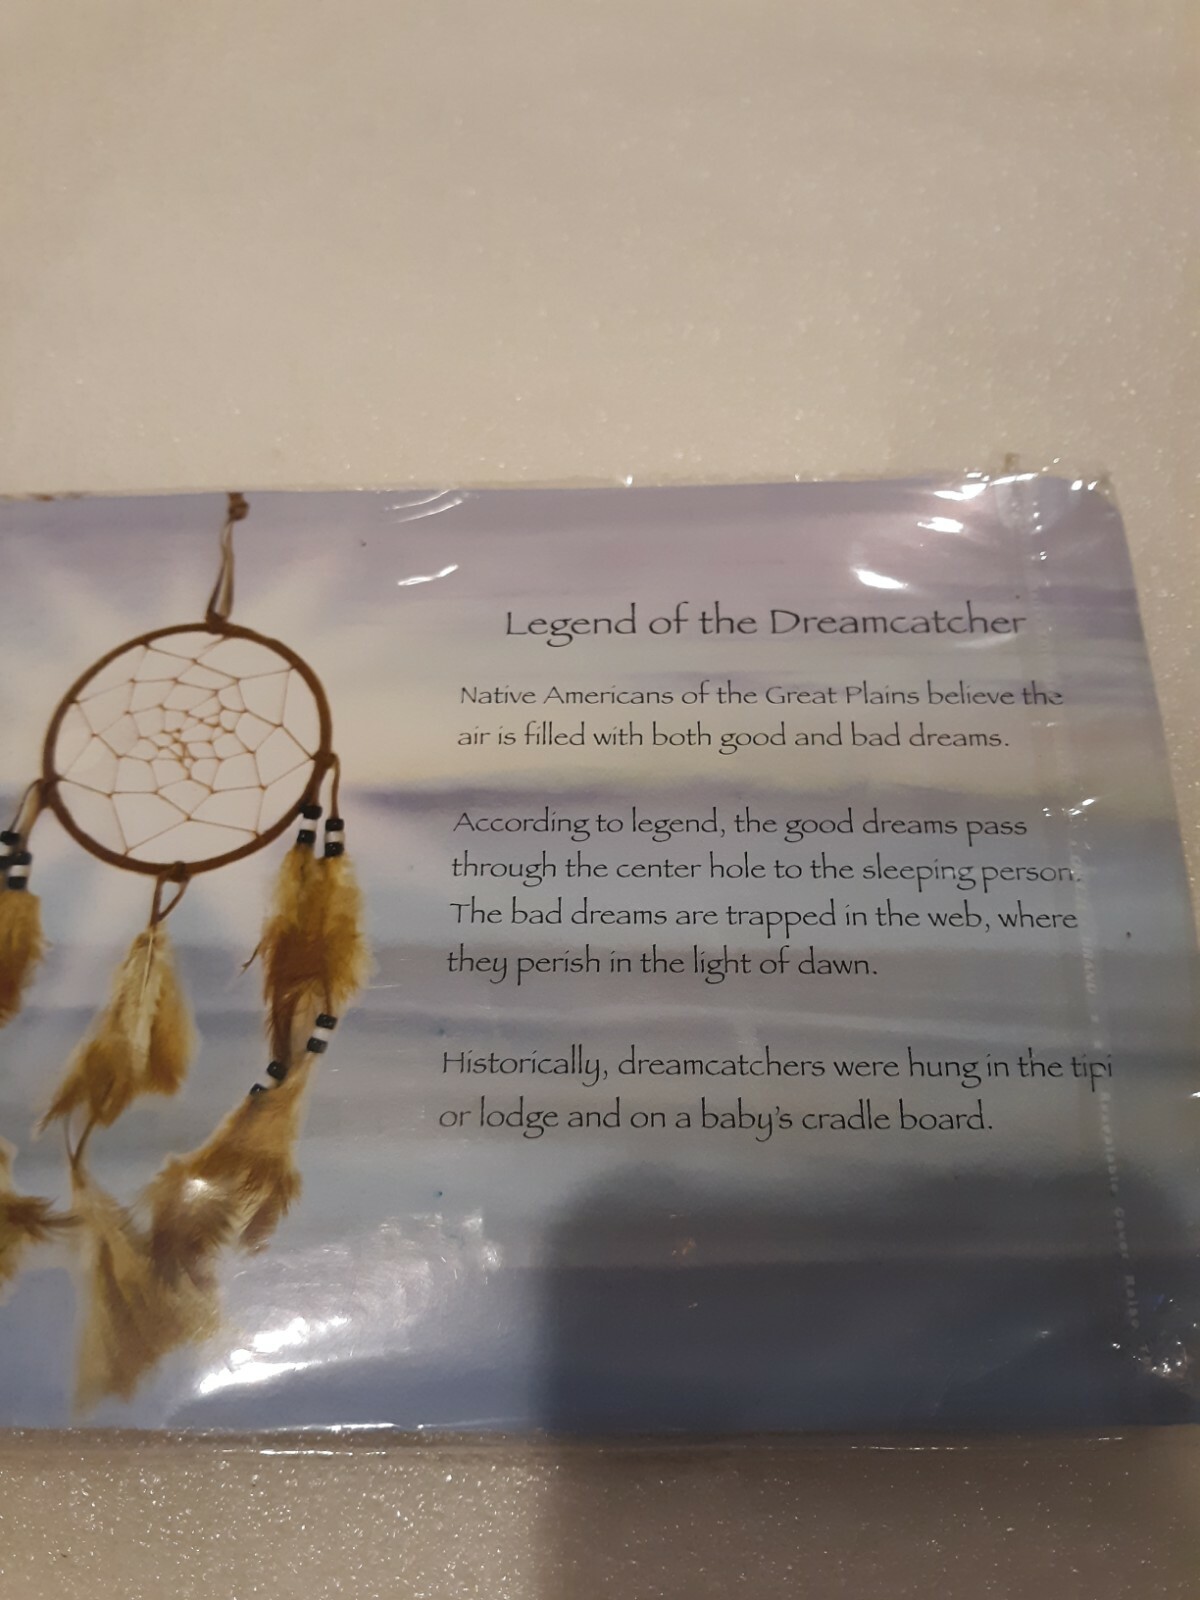 Legend of the Dreamcatcher
Native Americans of the Great Plains believe the
air is filled with both good and bad dreams.
According to legend, the good dreams pass
through the center hole to the sleeping person.
The bad dreams are trapped in the web, where
they perish in the light of dawn.
Historically, dreamcatchers were hung in the tipi
or lodge and on a baby's cradle board.